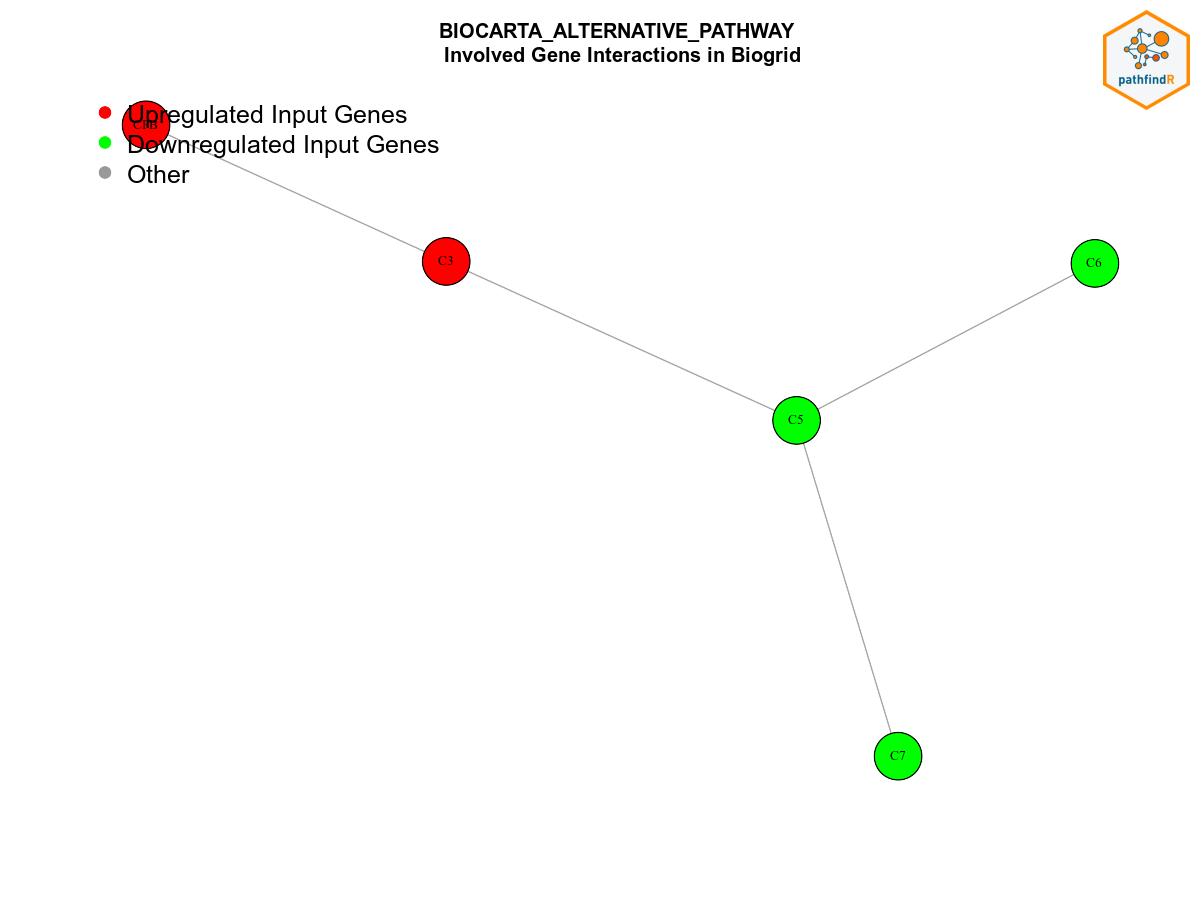 BIOCARTA_ALTERNATIVE_PATHWAY
Involved Gene Interactions in Biogrid
pathfindR
Upregulated Input Genes
CFB
Downregulated Input Genes
Other
C3
C6
C5
C7